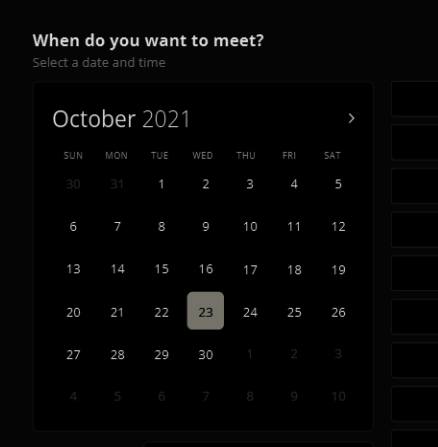 When do you want to meet?
Select a date and time
October 2021 >
SUN MON TUE WED THU FRI SAT
30 31 1 2 3 4 5
6 7 8 9 10 11 12
13 14 15 16 17 18 19
20 21 22 23 24 25 26
27 28 29 30 1 2 3
4 5 6 7 8 9 10